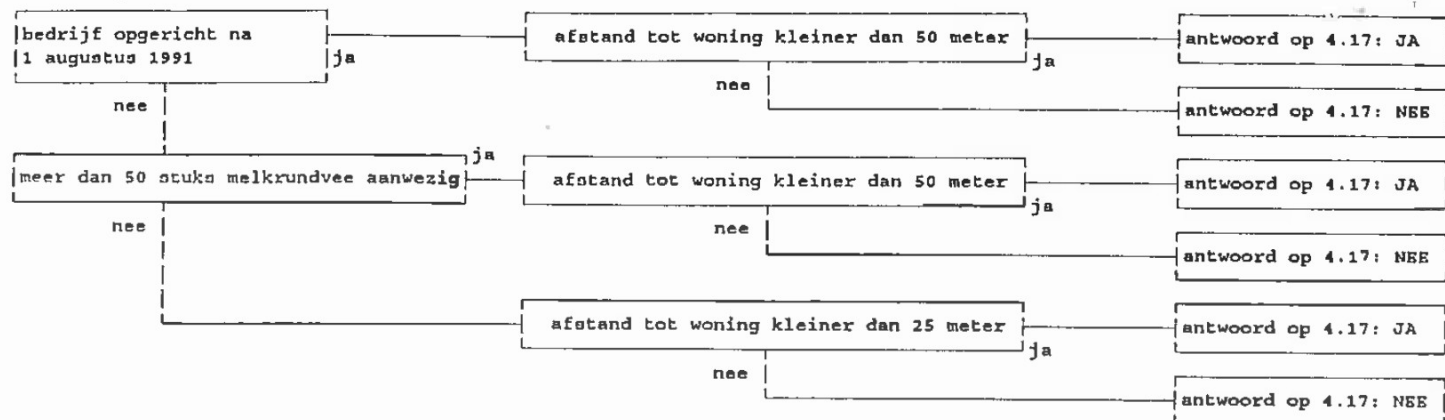 bedrijf opgericht na
1 augustus 1991
ja
afstand tot woning kleiner dan 50 meter
ja
antwoord op 4.17: JA
nee
nee
antwoord op 4.17: NEE
meer dan 50 stuks melkrundvee aanwezig
ja
afstand tot woning kleiner dan 50 meter
ja
antwoord op 4.17: JA
nee
nee
antwoord op 4.17: NEE
afstand tot woning kleiner dan 25 meter
ja
antwoord op 4.17: JA
nee
antwoord op 4.17: NEE